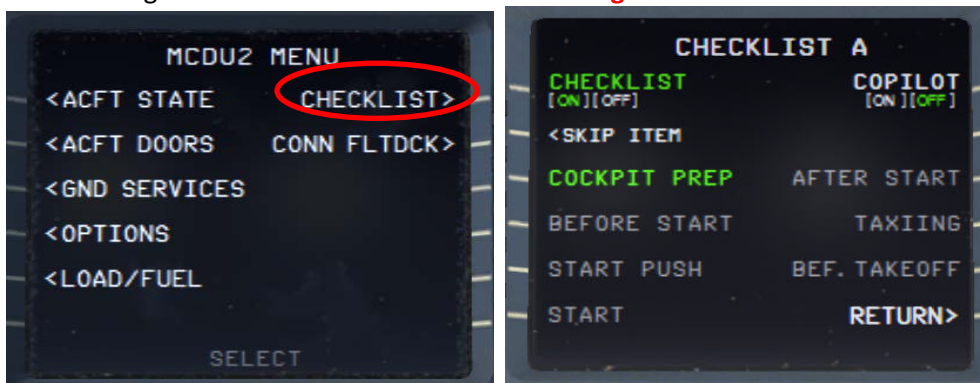 MCDU2 MENU
<ACFT STATE CHECKLIST>
<ACFT DOORS CONN FLTDCK>
<GND SERVICES
<OPTIONS
<LOAD/FUEL
SELECT
CHECKLIST A
CHECKLIST COPILOT
[ON][OFF] [ON][OFF]
<SKIP ITEM
COCKPIT PREP AFTER START
BEFORE START TAXIING
START PUSH BEF. TAKEOFF
START RETURN>